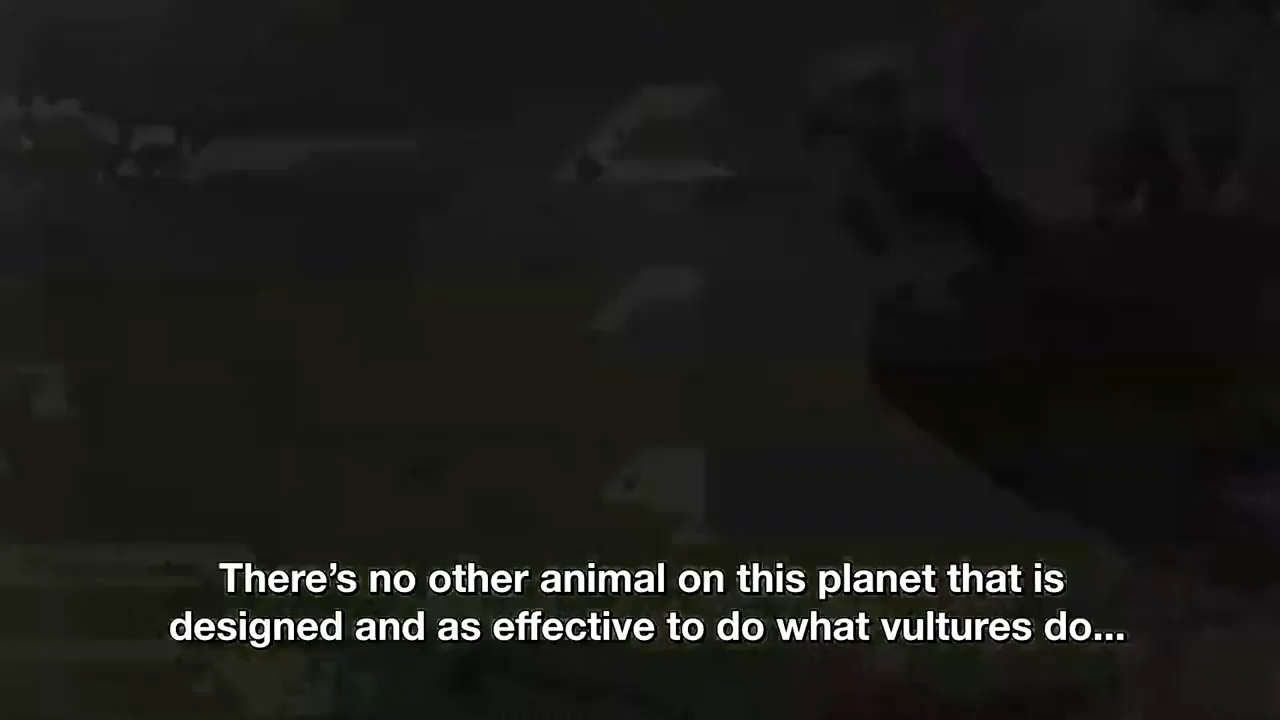 There’s no other animal on this planet that is
designed and as effective to do what vultures do...